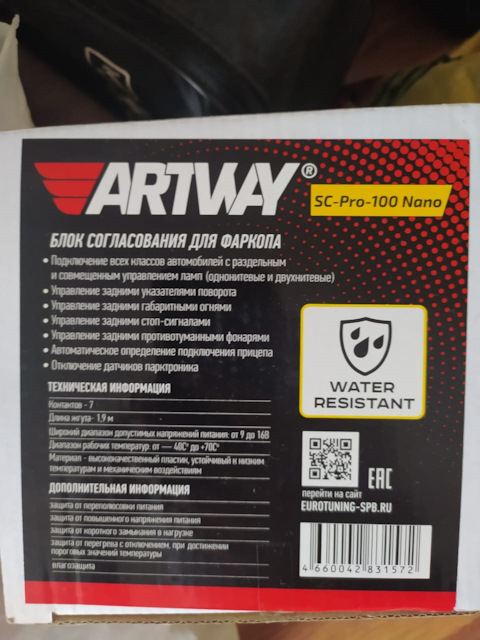 ARTWAY®
SC-Pro-100 Nano
БЛОК СОГЛАСОВАНИЯ ДЛЯ ФАРКОПА
• Подключение всех классов автомобилей с раздельным
и совмещенным управлением ламп (однонитевые и двухнитевые)
• Управление задними указателями поворота
• Управление задними габаритными огнями
• Управление задними стоп-сигналами
• Управление задними противотуманными фонарями
• Автоматическое определение подключения прицепа
• Отключение датчиков парктроника
WATER
RESISTANT
ТЕХНИЧЕСКАЯ ИНФОРМАЦИЯ
Контактов - 7
Длина жгута- 1,9 м
Широкий диапазон допустимых напряжений питания: от 9 до 16В
Диапазон рабочих температур: от — 40C° до +70C°
Материал - высококачественный пластик, устойчивый к низким
температурам и механическим воздействиям
ДОПОЛНИТЕЛЬНАЯ ИНФОРМАЦИЯ
защита от переполюсовки питания
защита от повышенного напряжения питания
защита от короткого замыкания в нагрузке
защита от перегрева с отключением, при достижении
пороговых значений температуры
влагозащита
EAC
перейти на сайт
EUROTUNING-SPB.RU
4 660042 831572